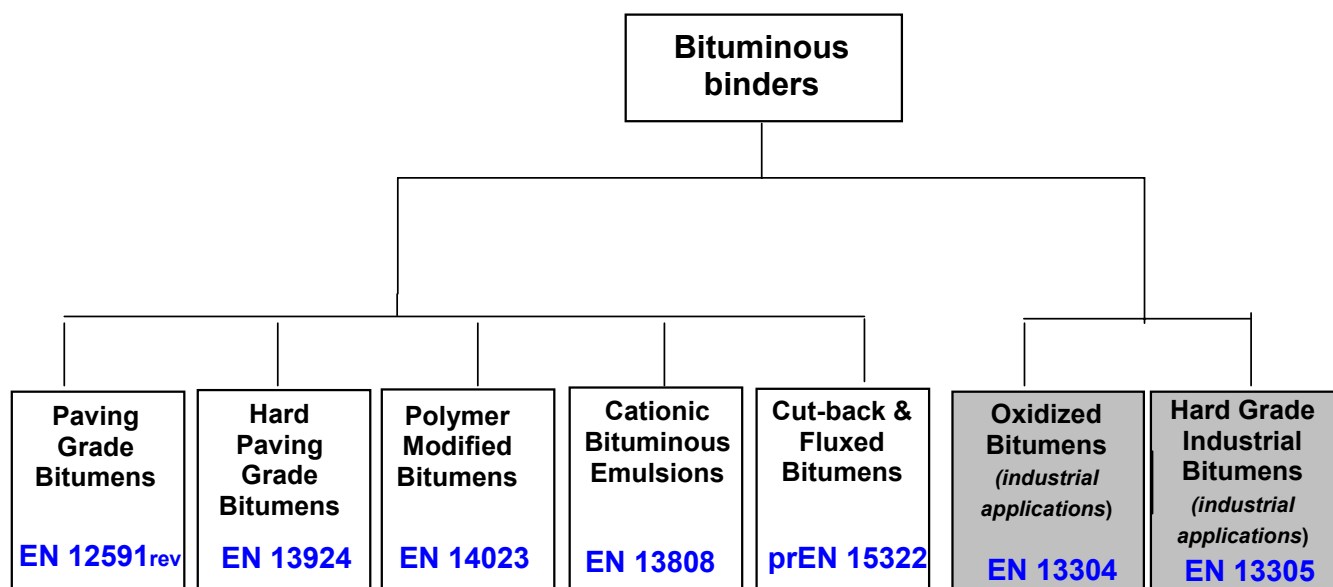 Bituminous
binders
Paving
Grade
Bitumens
EN 12591rev
Hard
Paving
Grade
Bitumens
EN 13924
Polymer
Modified
Bitumens
EN 14023
Cationic
Bituminous
Emulsions
EN 13808
Cut-back &
Fluxed
Bitumens
prEN 15322
Oxidized
Bitumens
(industrial
applications)
EN 13304
Hard Grade
Industrial
Bitumens
(industrial
applications)
EN 13305